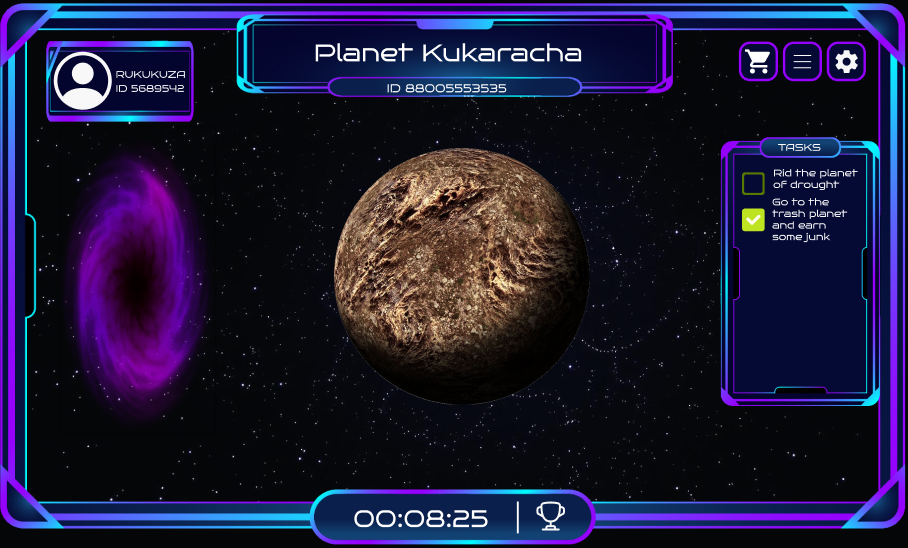 Planet Kukaracha
ID 88005553535
RUKUKUZA
ID 5689542
TASKS
Rid the planet
of drought
Go to the
trash planet
and earn
some junk
00:08:25